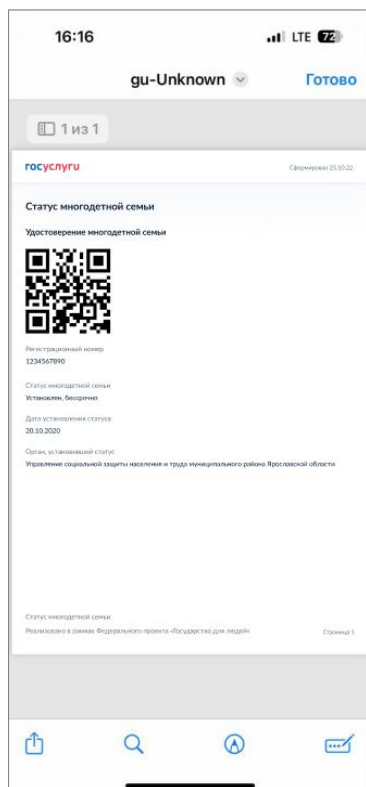 16:16
LTE 72
gu-Unknown
Готово
1 из 1
госуслуги
Сформирован 25.10.22
Статус многодетной семьи
Удостоверение многодетной семьи
Регистрационный номер
1234567890
Статус многодетной семьи
Установлен, бессрочно
Дата установления статуса
20.10.2020
Орган, установивший статус
Управление социальной защиты населения и труда муниципального района Ярославской области
Статус многодетной семьи
Реализовано в рамках Федерального проекта «Государство для людей»
Страница 1